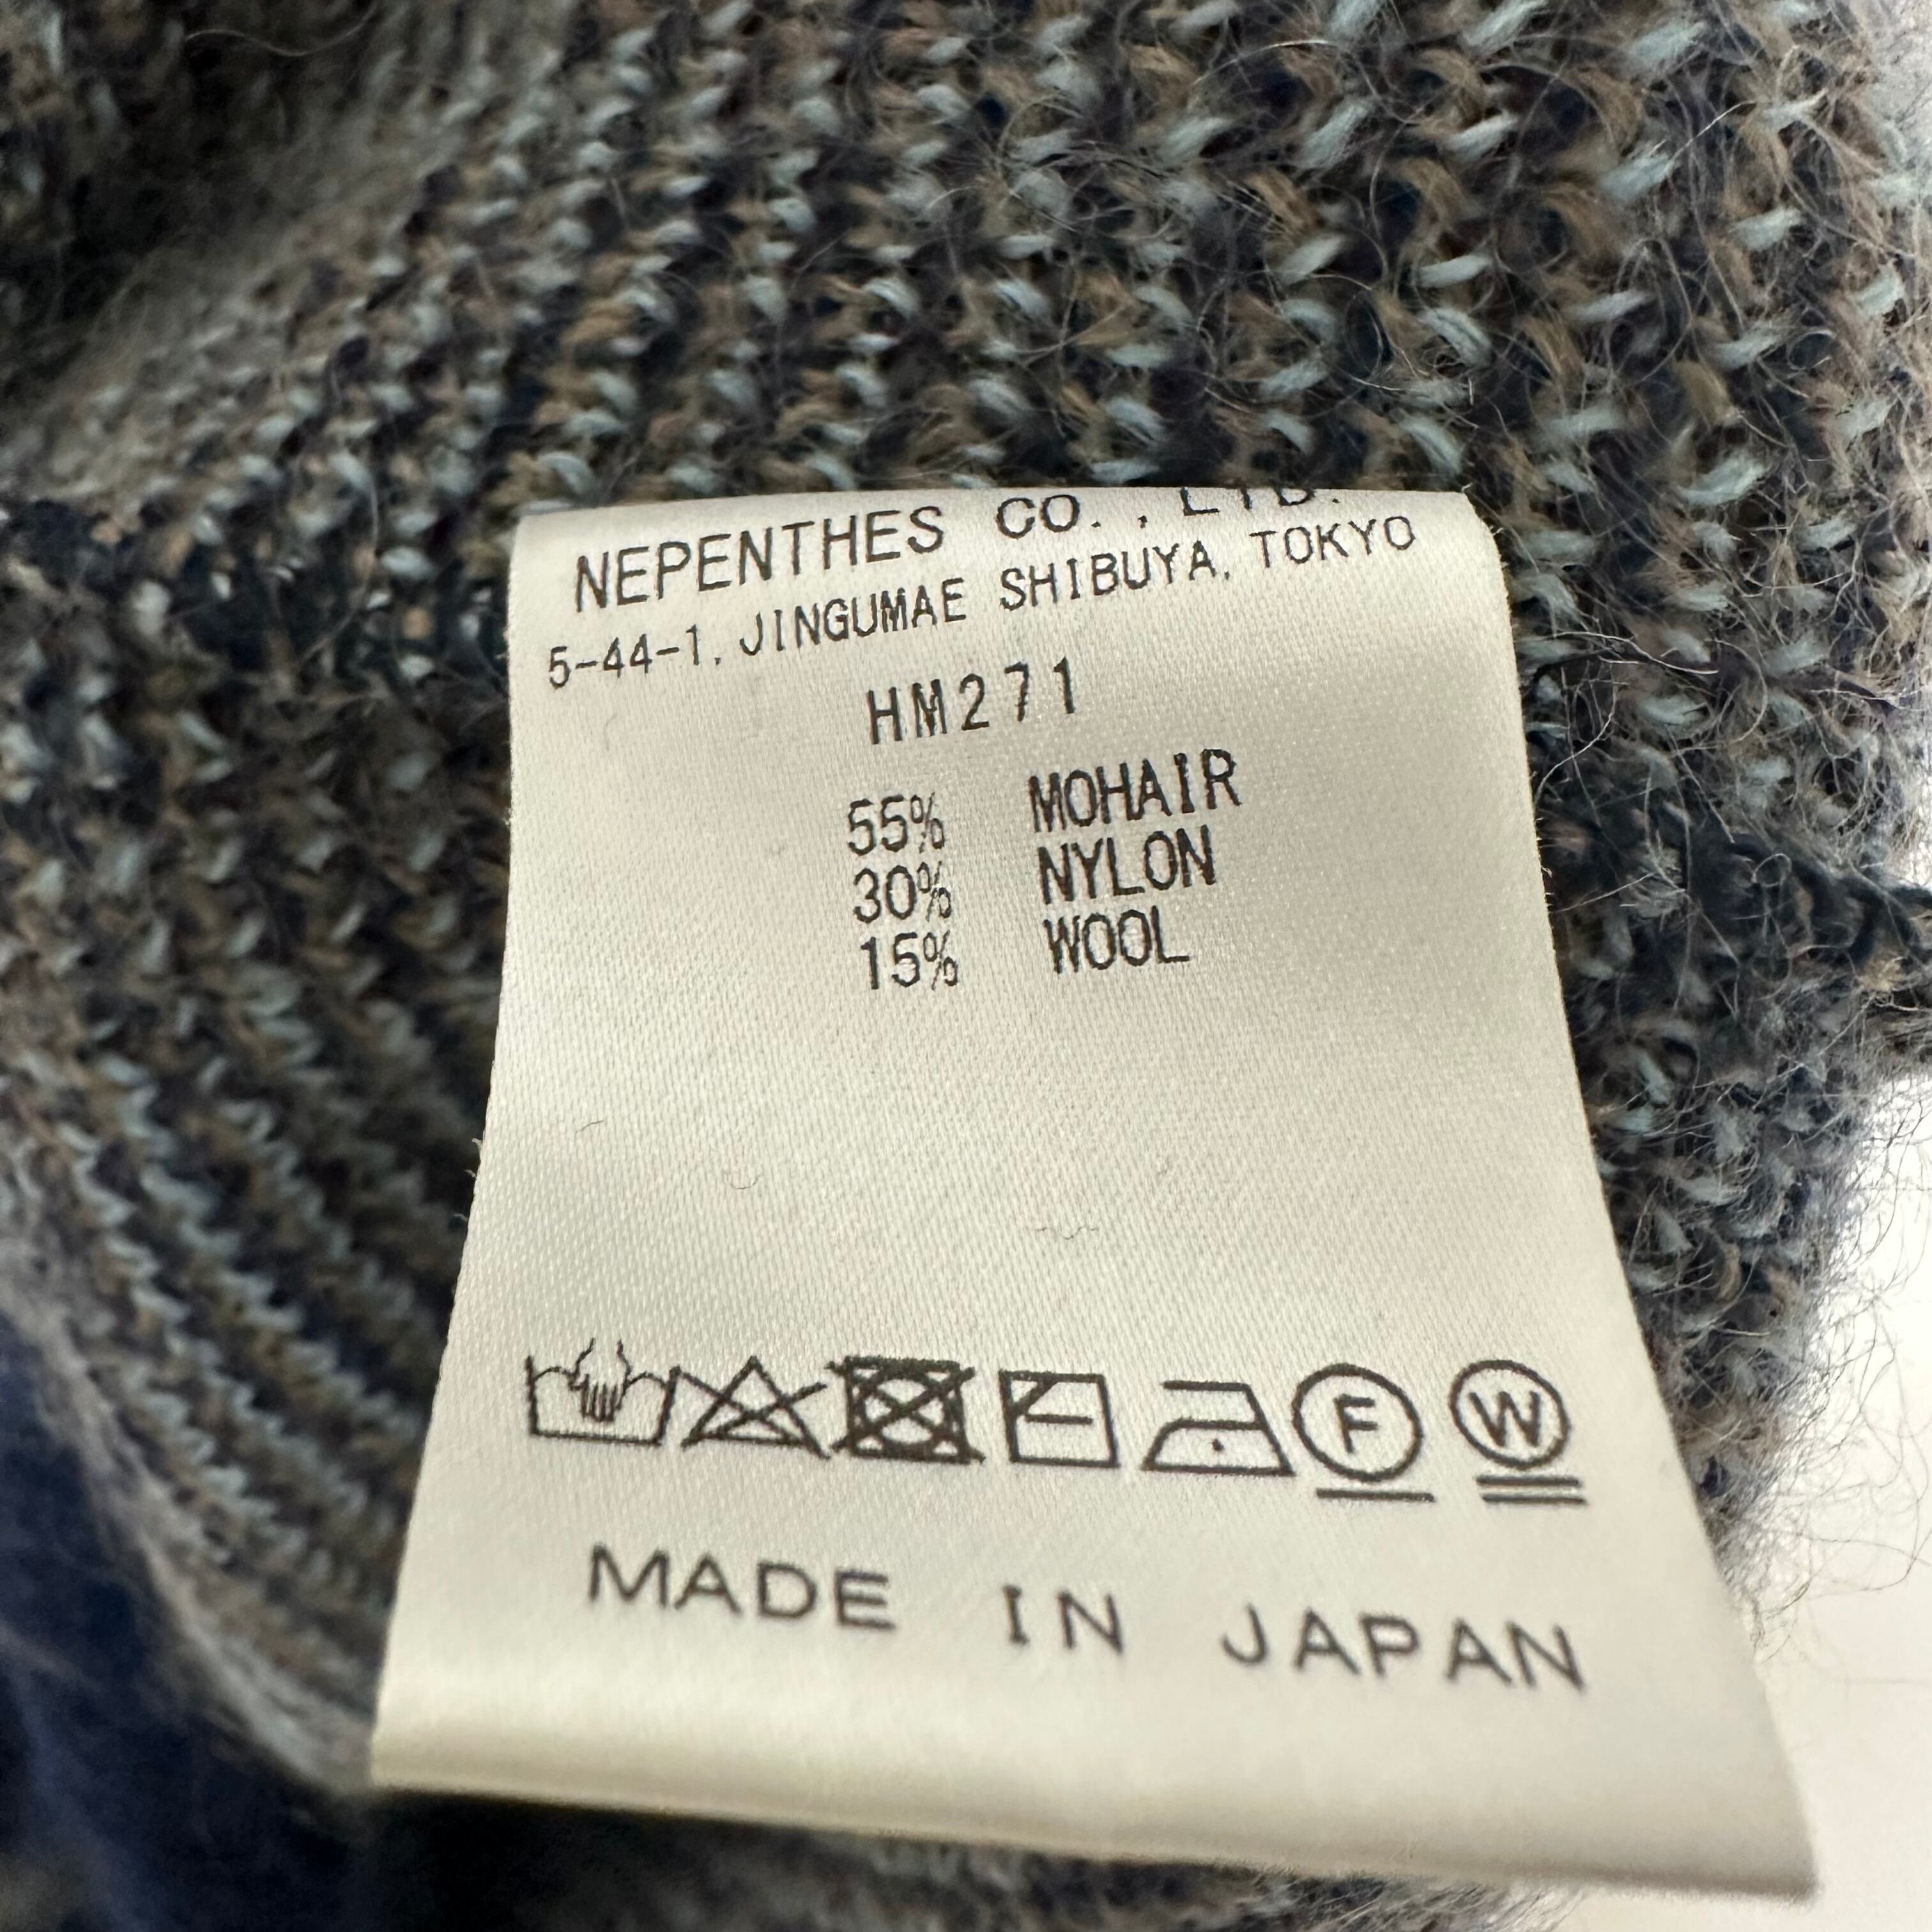 NEPENTHES CO., LTD.
5-44-1, JINGUMAE SHIBUYA, TOKYO
HM271
55% MOHAIR
30% NYLON
15% WOOL
F W
MADE IN JAPAN